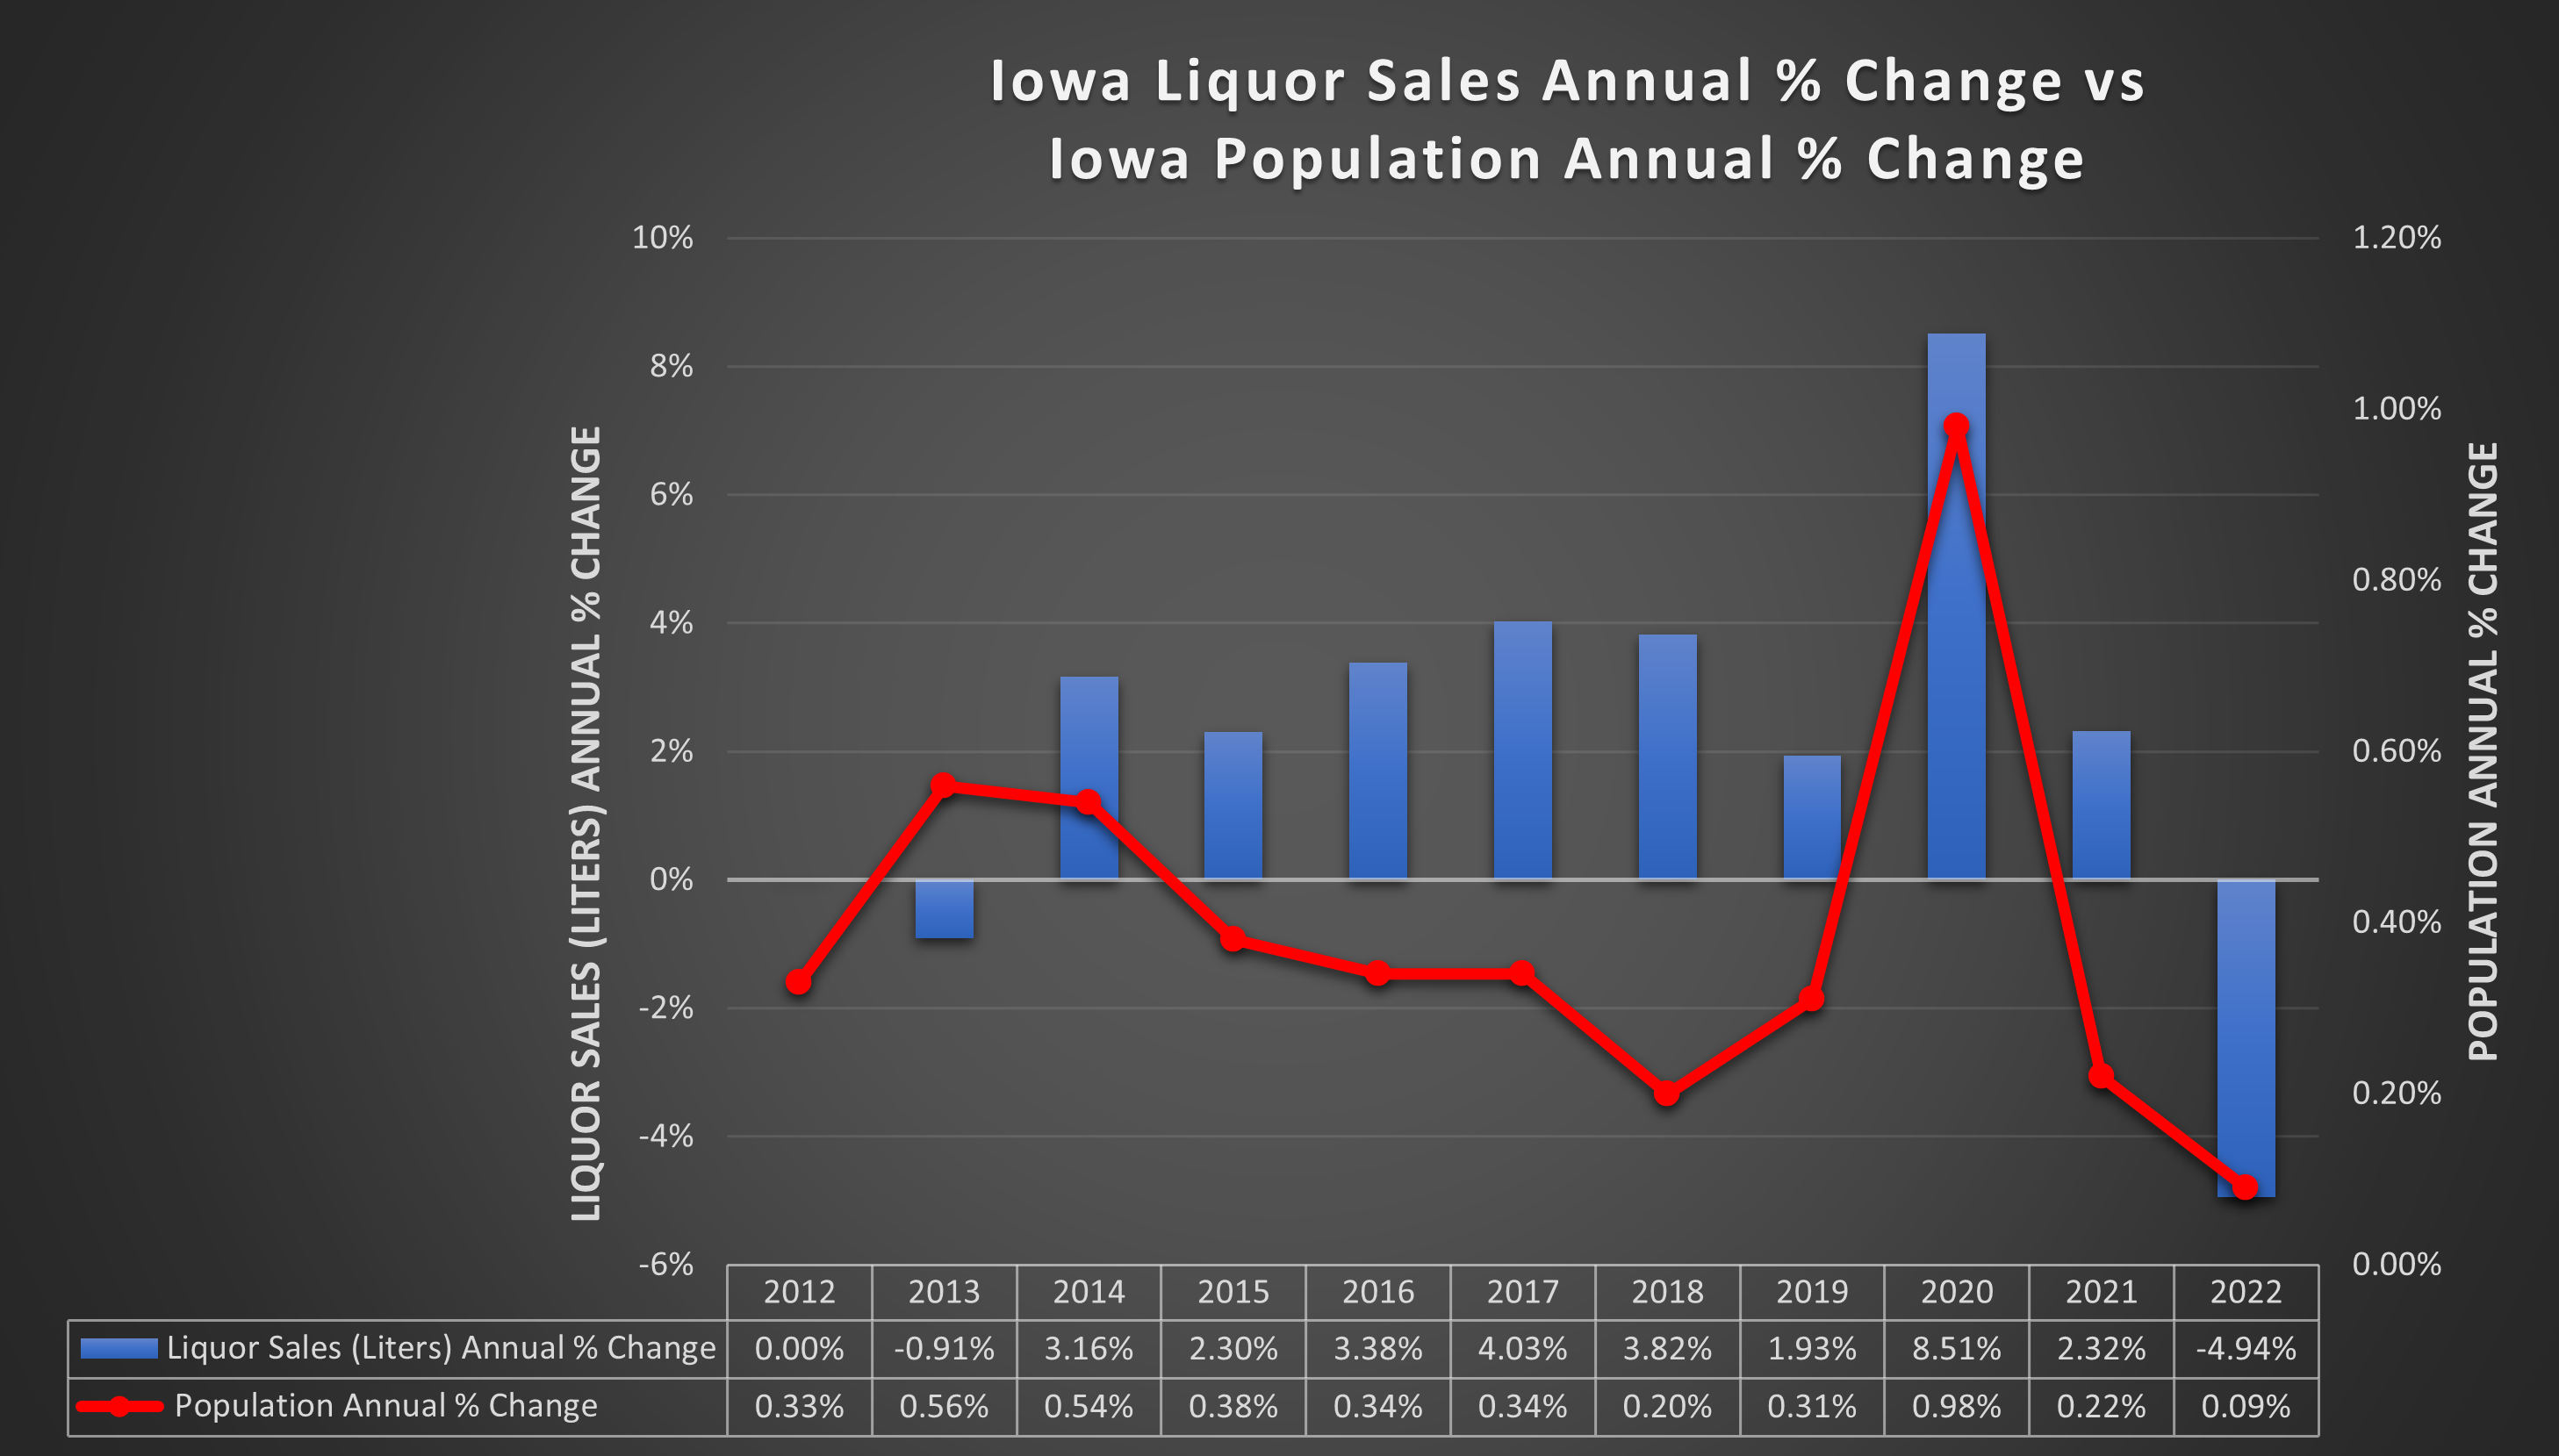 Iowa Liquor Sales Annual % Change vs
Iowa Population Annual % Change
LIQUOR SALES (LITERS) ANNUAL % CHANGE
10%
8%
6%
4%
2%
0%
-2%
-4%
-6%
1.20%
1.00%
0.80%
0.60%
0.40%
0.20%
0.00%
POPULATION ANNUAL % CHANGE
2012 2013 2014 2015 2016 2017 2018 2019 2020 2021 2022
Liquor Sales (Liters) Annual % Change 0.00% -0.91% 3.16% 2.30% 3.38% 4.03% 3.82% 1.93% 8.51% 2.32% -4.94%
Population Annual % Change 0.33% 0.56% 0.54% 0.38% 0.34% 0.34% 0.20% 0.31% 0.98% 0.22% 0.09%